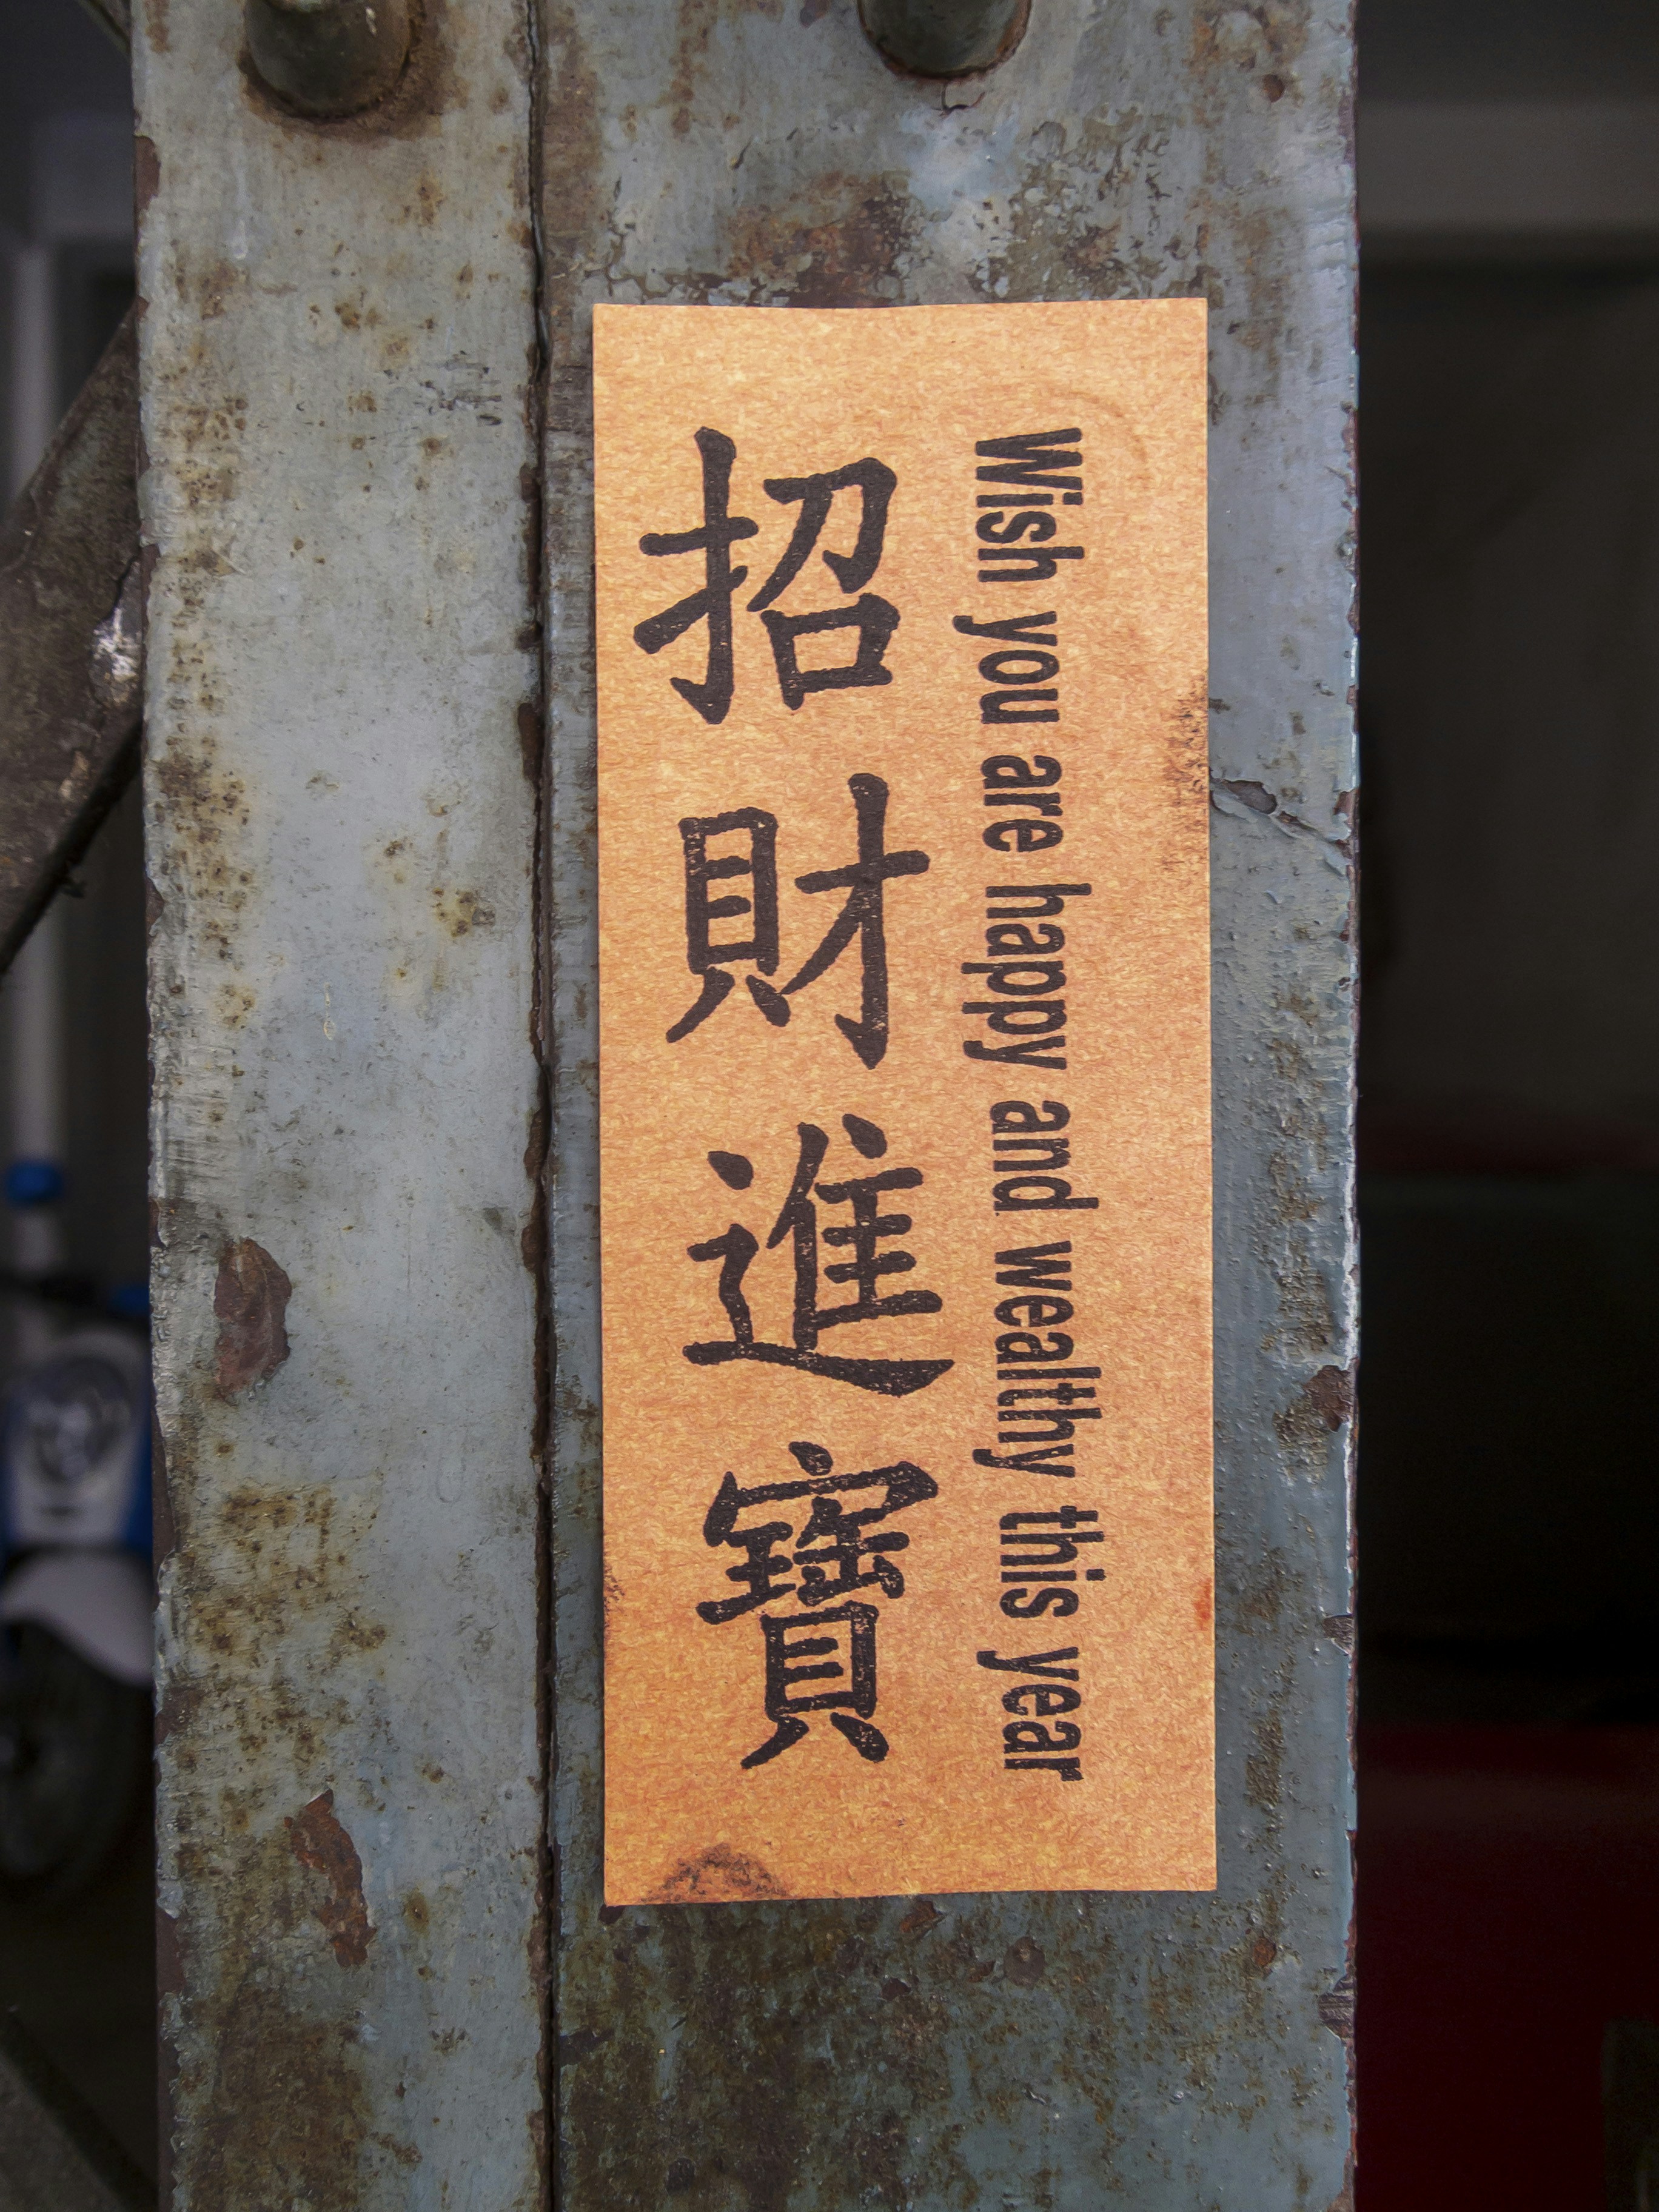 招財進寶
Wish you are happy and wealthy this year